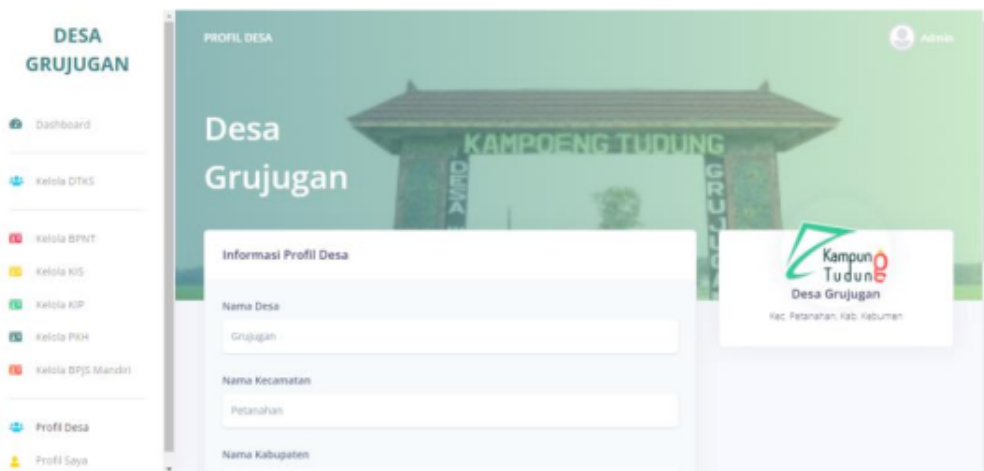 DESA
GRUJUGAN
Dashboard
Kelola DTKS
Kelola BPNT
Kelola KIS
Kelola KIP
Kelola PKH
Kelola BPJS Mandiri
Profil Desa
Profil Saya
PROFIL DESA
Admin
Desa
Grujugan
KAMPOENG TUDUNG
DESA
GRUJUG
Informasi Profil Desa
Nama Desa
Grujugan
Nama Kecamatan
Petanahan
Nama Kabupaten
Kampung
Tudung
Desa Grujugan
Kec. Petanahan, Kab. Kebumen